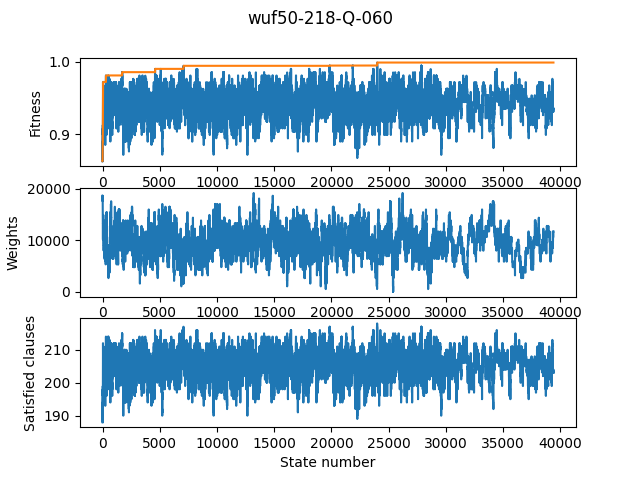 wuf50-218-Q-060
1.0
0.9
Fitness
0 5000 10000 15000 20000 25000 30000 35000 40000
20000
10000
0
Weights
0 5000 10000 15000 20000 25000 30000 35000 40000
210
200
190
Satisfied clauses
0 5000 10000 15000 20000 25000 30000 35000 40000
State number